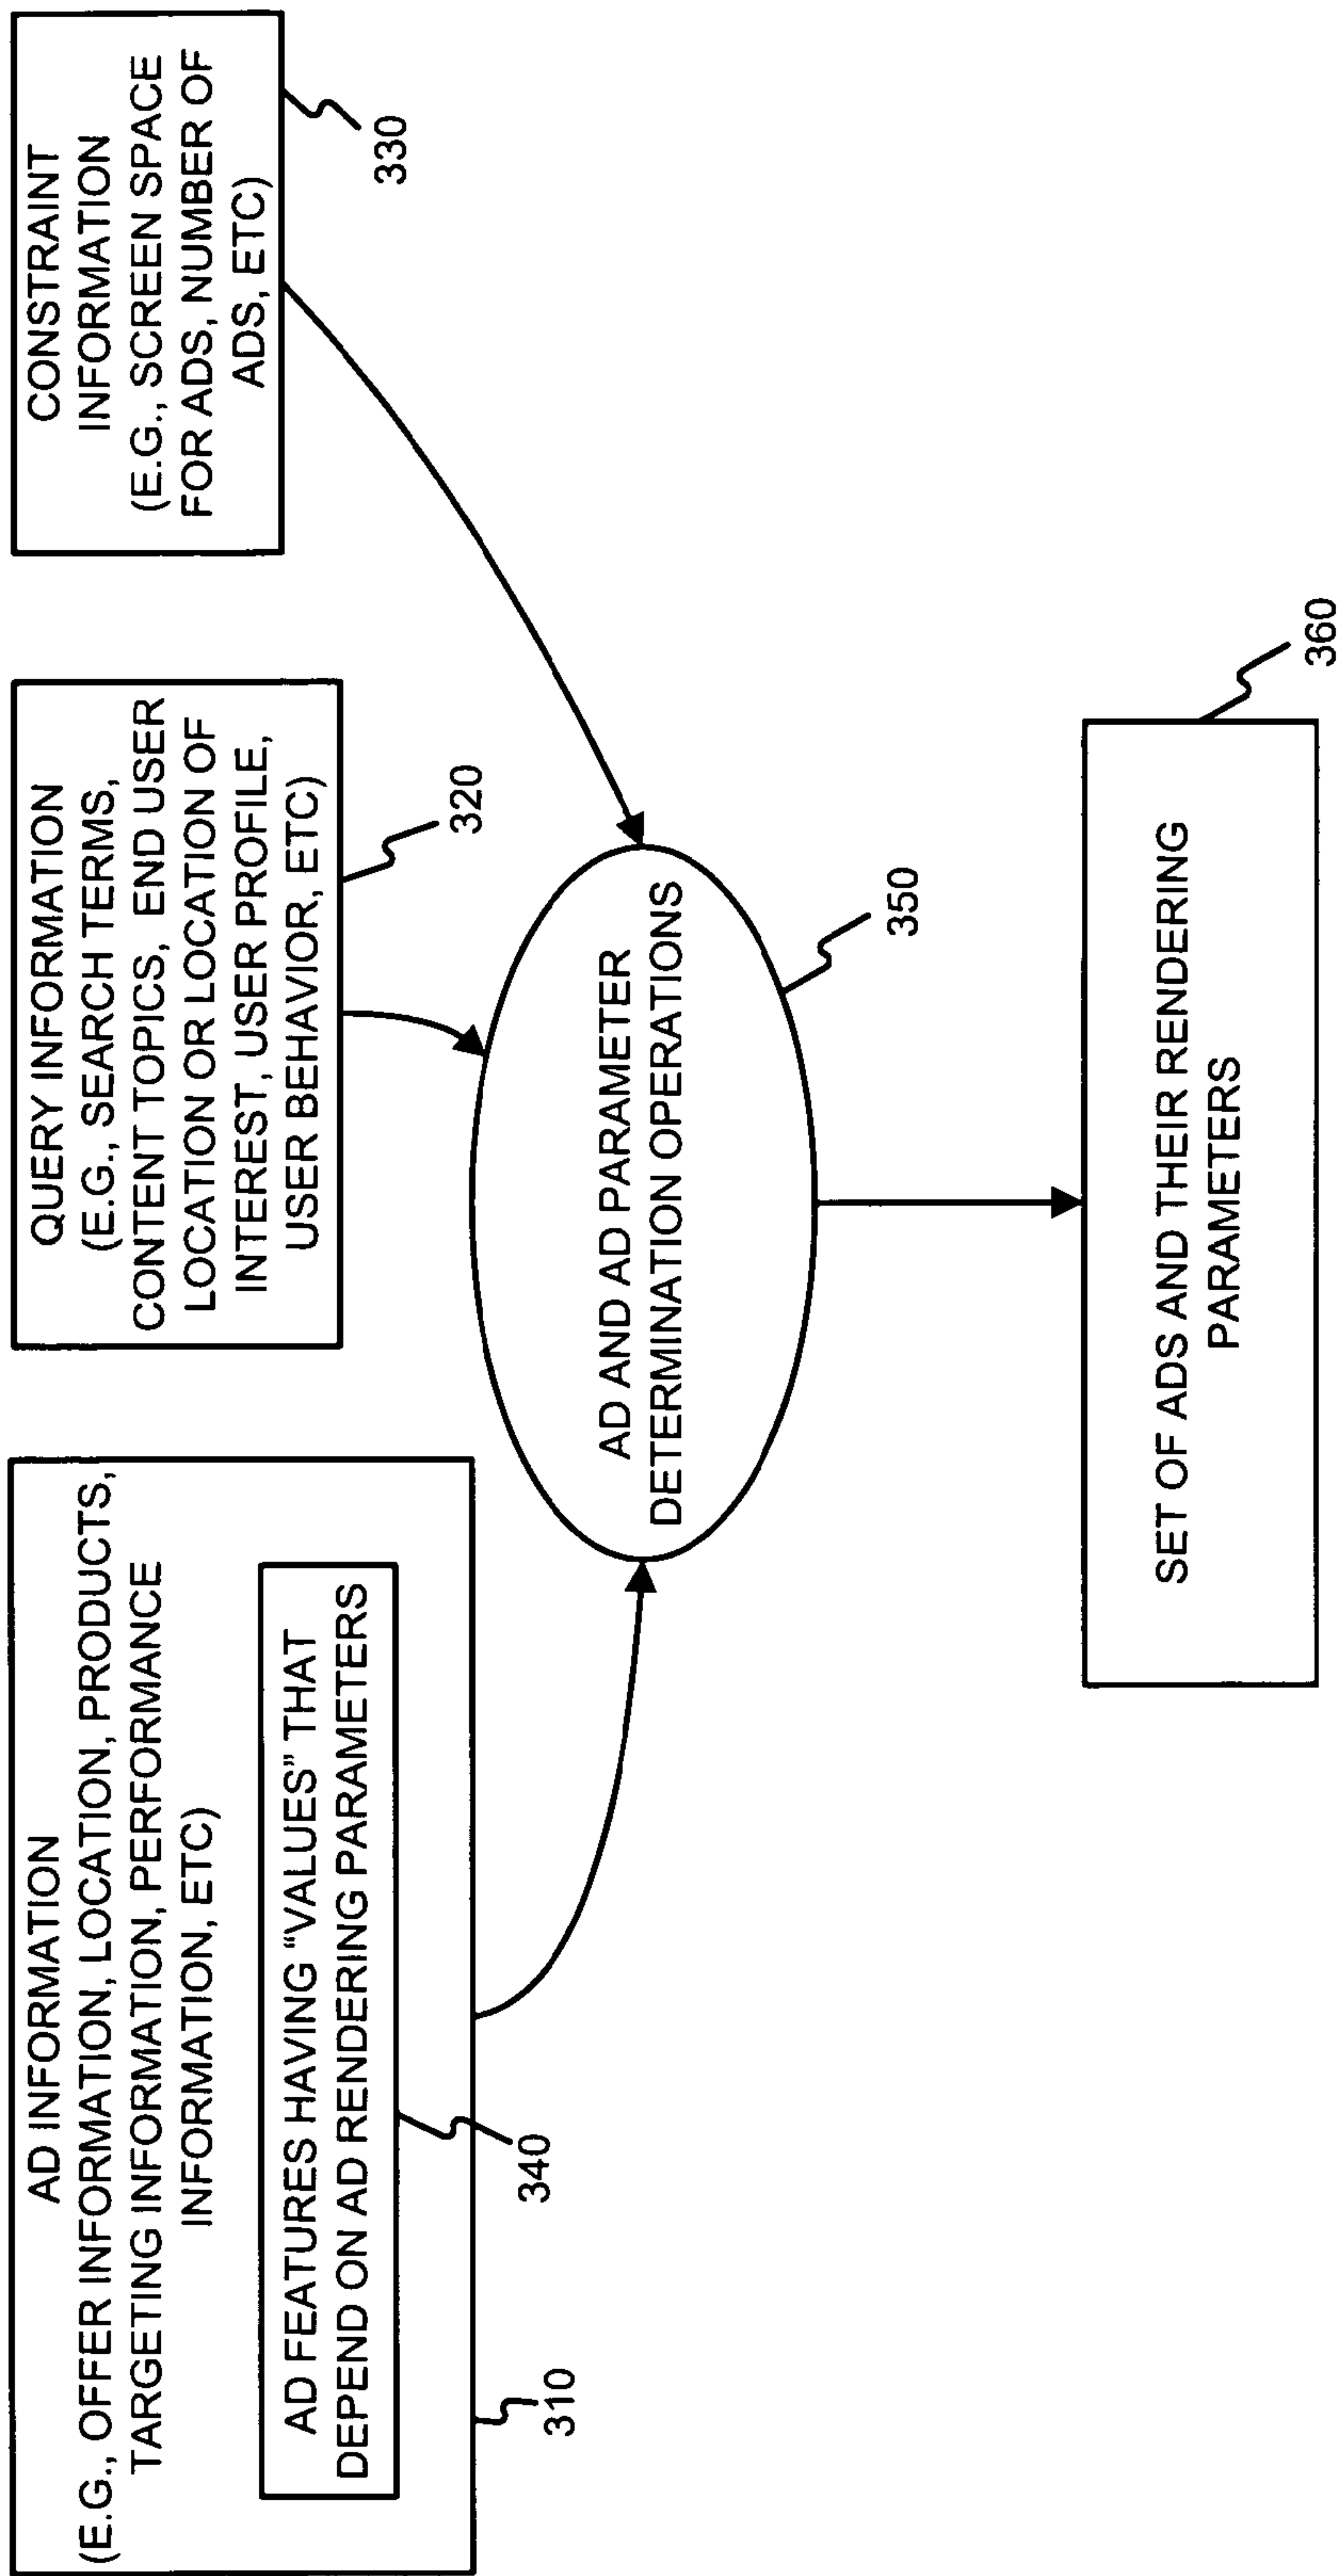 AD INFORMATION
(E.G., OFFER INFORMATION, LOCATION, PRODUCTS,
TARGETING INFORMATION, PERFORMANCE
INFORMATION, ETC)
AD FEATURES HAVING “VALUES” THAT
DEPEND ON AD RENDERING PARAMETERS
340
310
QUERY INFORMATION
(E.G., SEARCH TERMS,
CONTENT TOPICS, END USER
LOCATION OR LOCATION OF
INTEREST, USER PROFILE,
USER BEHAVIOR, ETC)
320
CONSTRAINT
INFORMATION
(E.G., SCREEN SPACE
FOR ADS, NUMBER OF
ADS, ETC)
330
AD AND AD PARAMETER
DETERMINATION OPERATIONS
350
SET OF ADS AND THEIR RENDERING
PARAMETERS
360